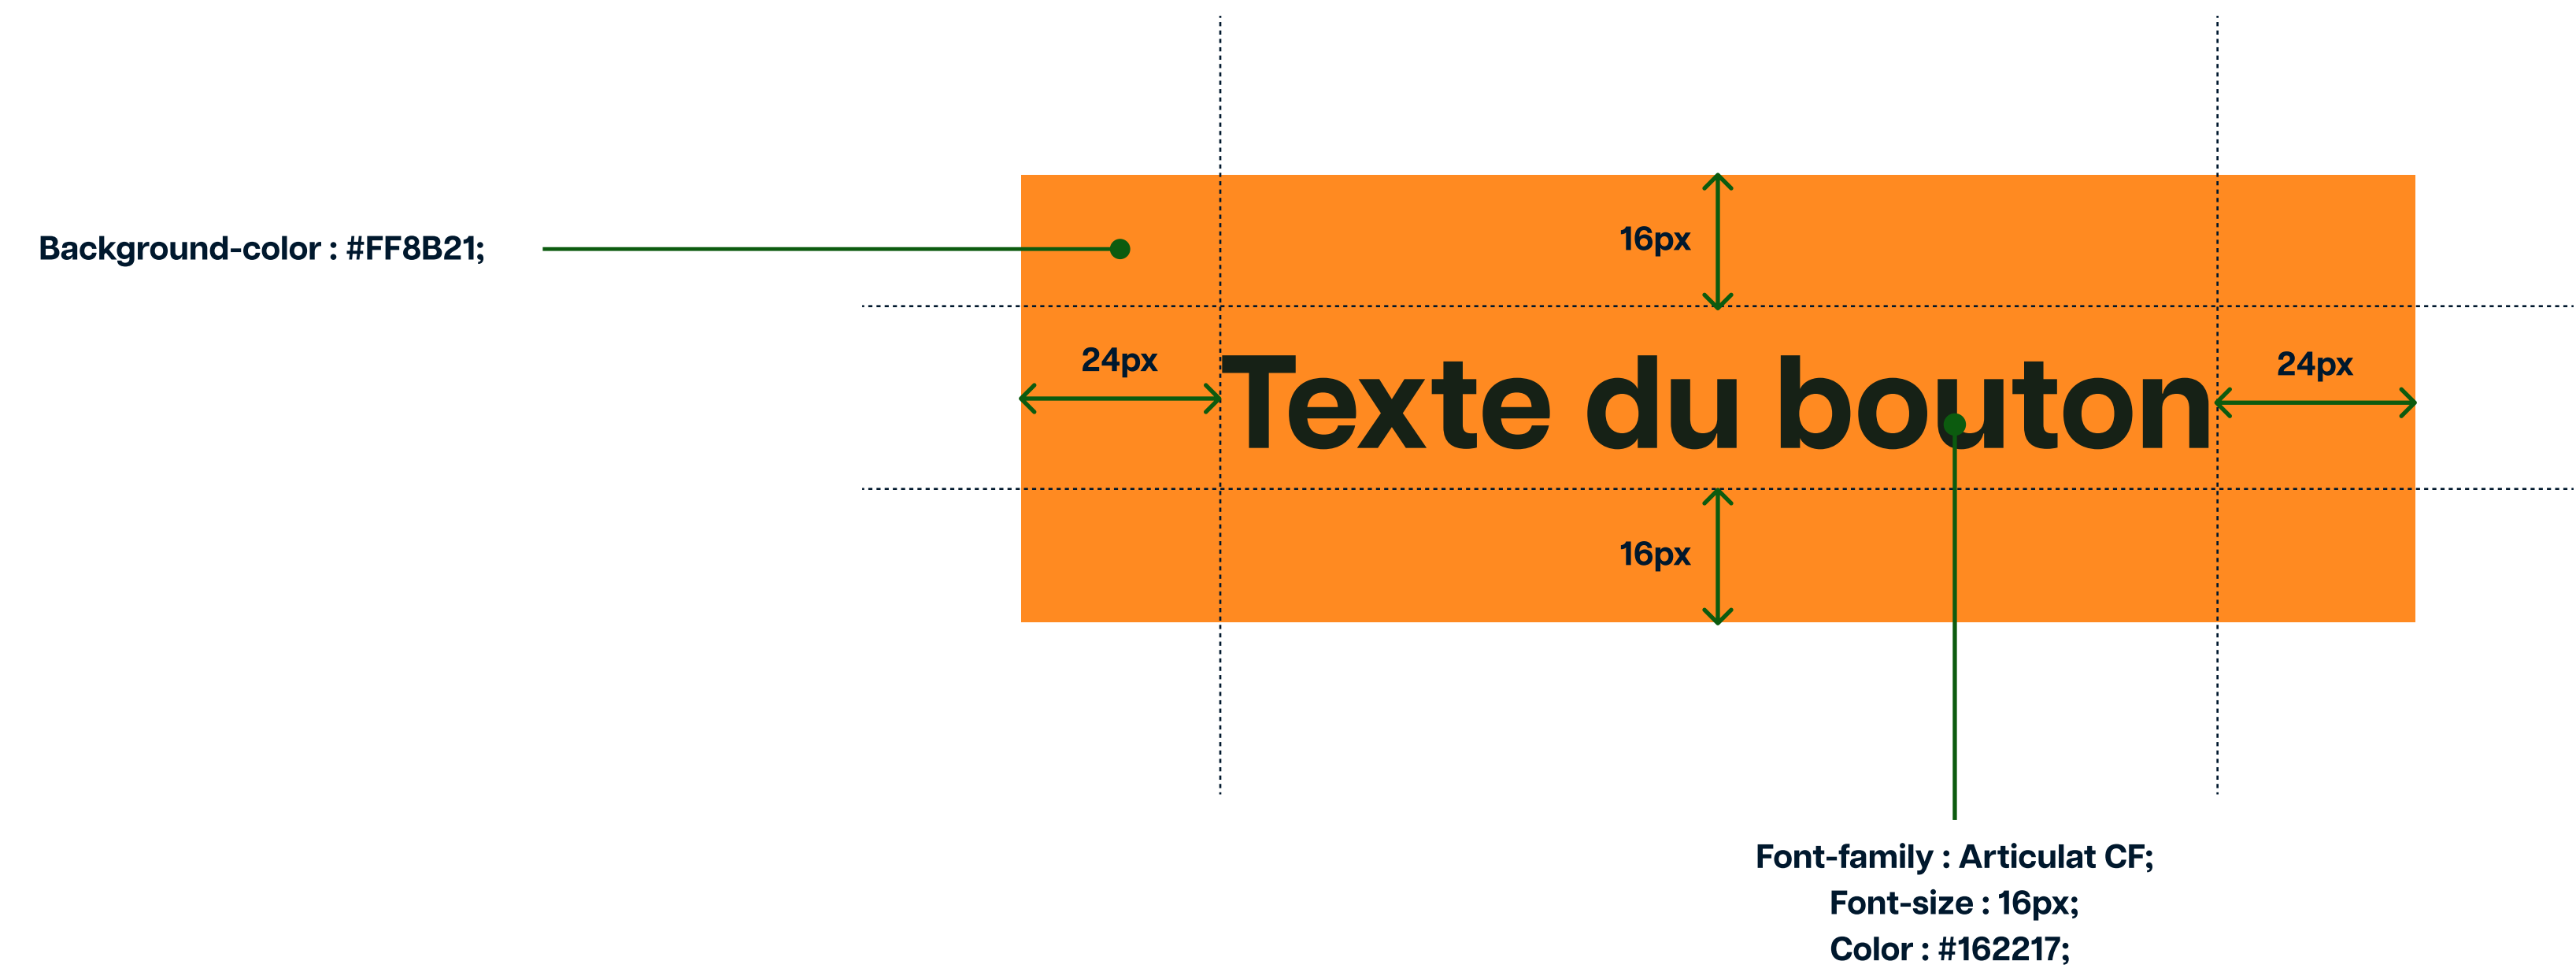 Background-color : #FF8B21;
16px
24px
Texte du bouton
24px
16px
Font-family : Articulat CF;
Font-size : 16px;
Color : #162217;